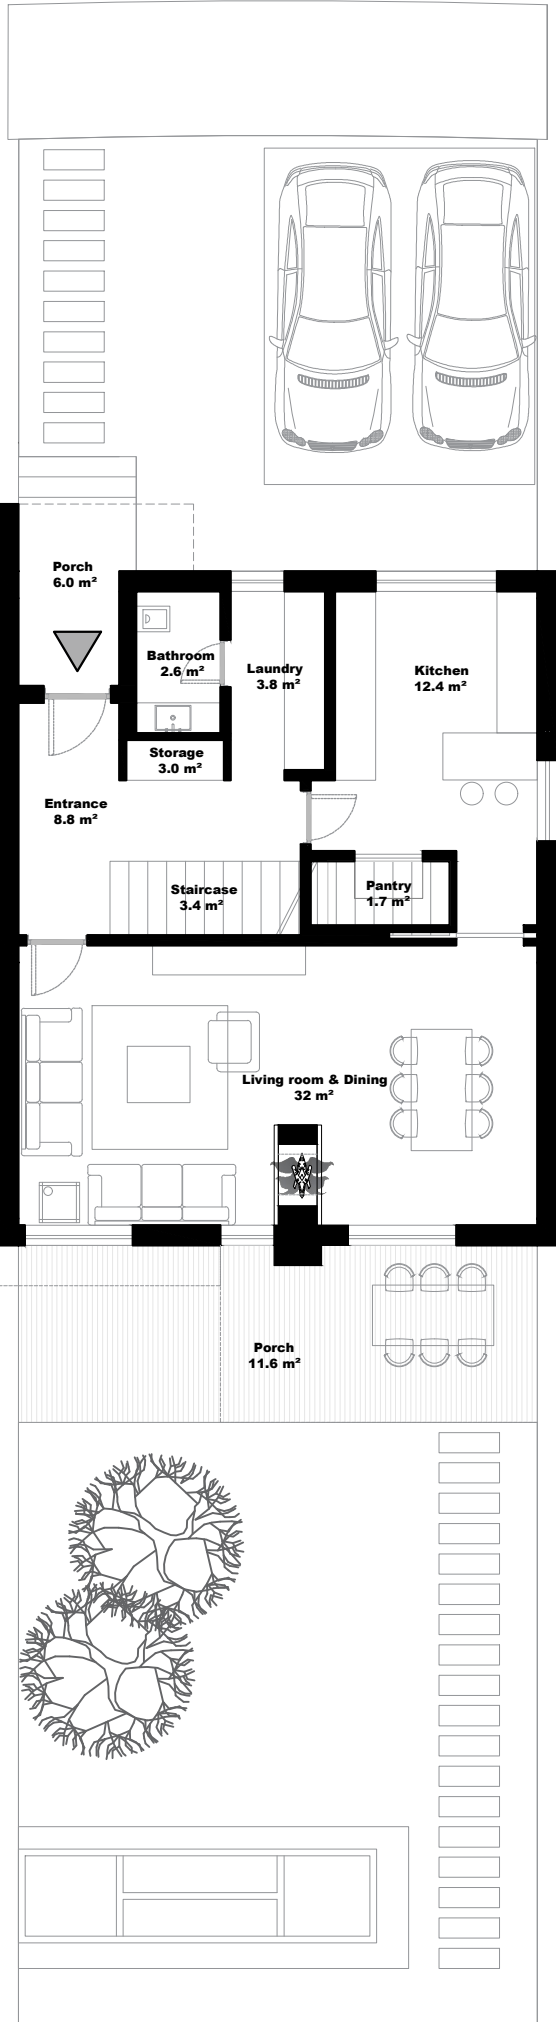 Porch
6.0 m²
Bathroom
2.6 m²
Laundry
3.8 m²
Kitchen
12.4 m²
Storage
3.0 m²
Entrance
8.8 m²
Staircase
3.4 m²
Pantry
1.7 m²
Living room & Dining
32 m²
Porch
11.6 m²